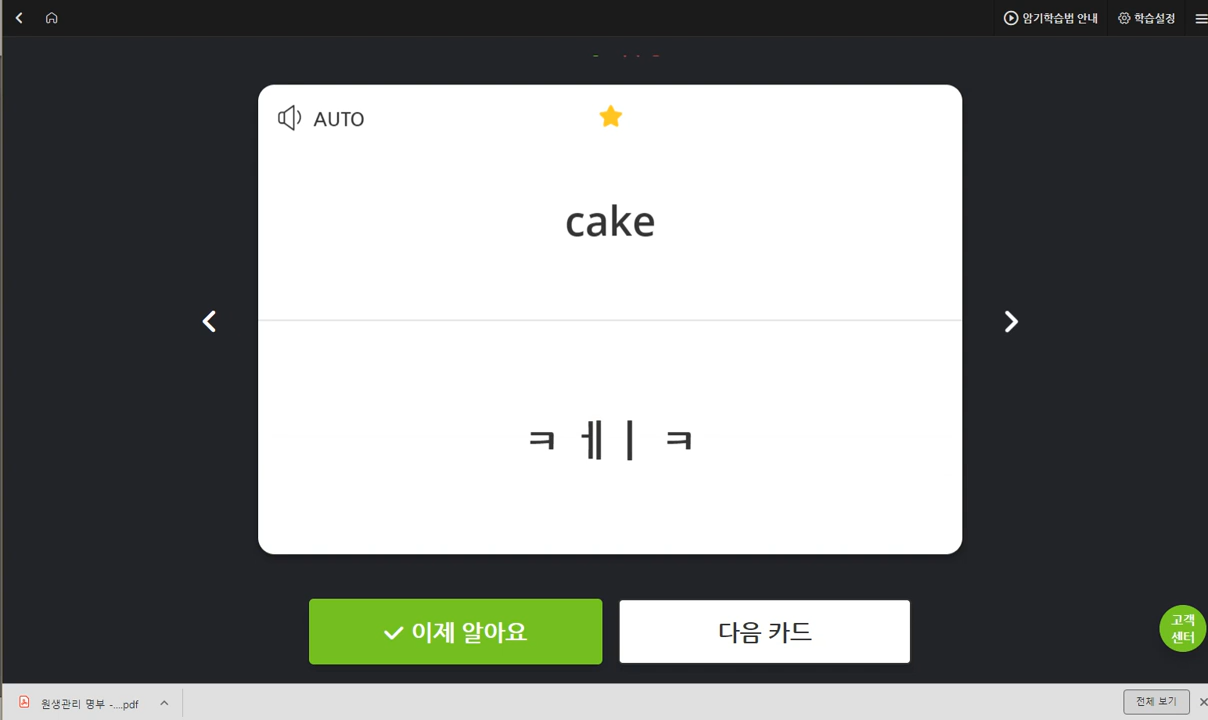 암기학습법 안내
학습설정
AUTO
cake
ㅋ ㅔㅣ ㅋ
이제 알아요
다음 카드
고객
센터
원생관리 명부 -....pdf
전체 보기